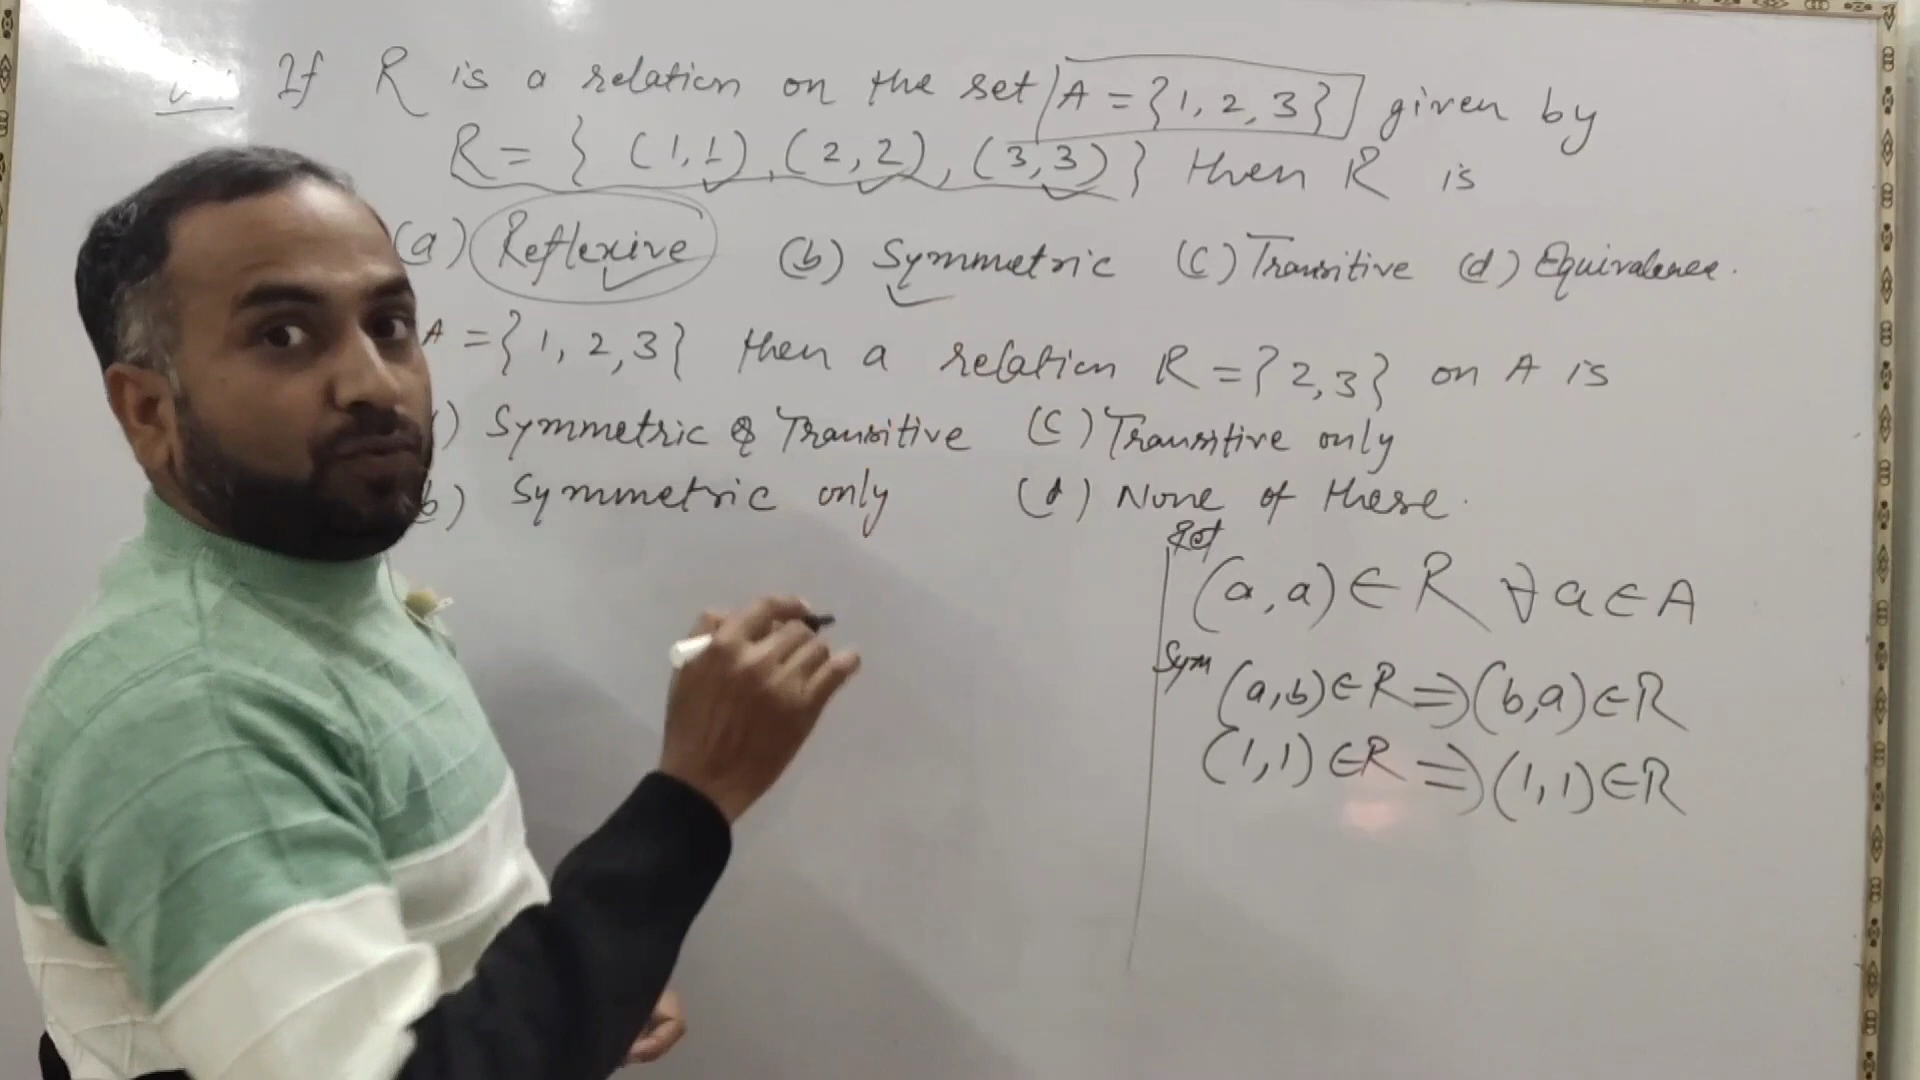 If R is a relation on the set A = {1, 2, 3} given by
R = { (1,1), (2,2), (3,3) } then R is
(a) Reflexive (b) Symmetric (c) Transitive (d) Equivalence.
A = {1, 2, 3} then a relation R = {2, 3} on A is
) Symmetric & Transitive (c) Transitive only
b) Symmetric only (d) None of these.
Ref
(a, a) ∈ R ∀ a ∈ A
Sym (a, b) ∈ R ⇒ (b, a) ∈ R
(1, 1) ∈ R ⇒ (1, 1) ∈ R